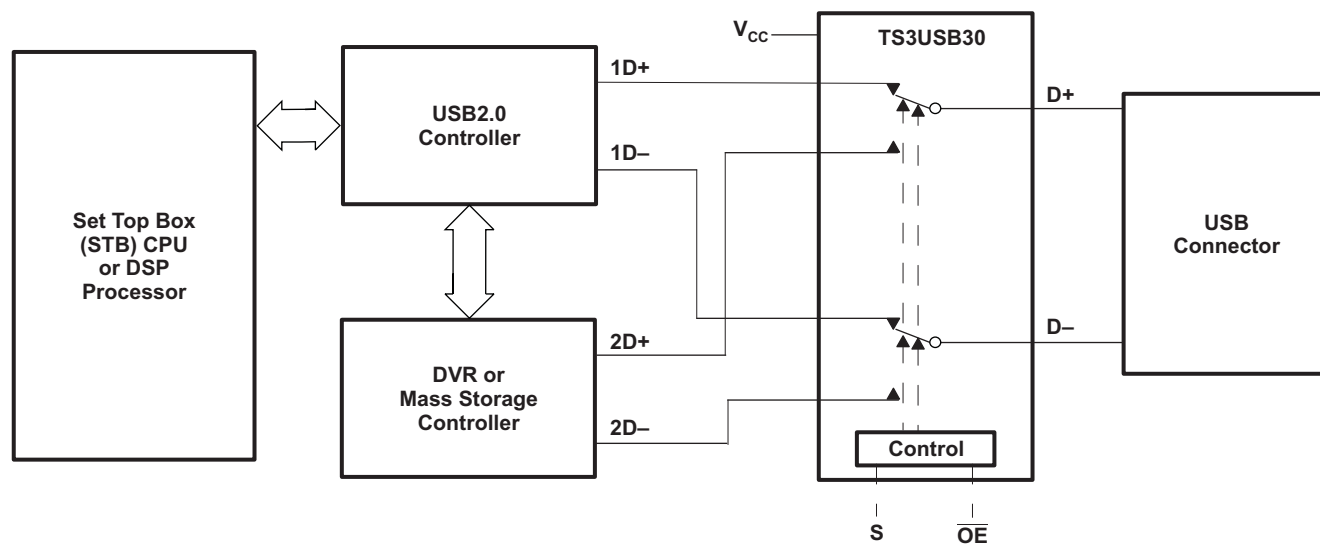 Set Top Box
(STB) CPU
or DSP
Processor
USB2.0
Controller
DVR or
Mass Storage
Controller
1D+
1D–
2D+
2D–
VCC
TS3USB30
Control
S
OE
D+
D–
USB
Connector